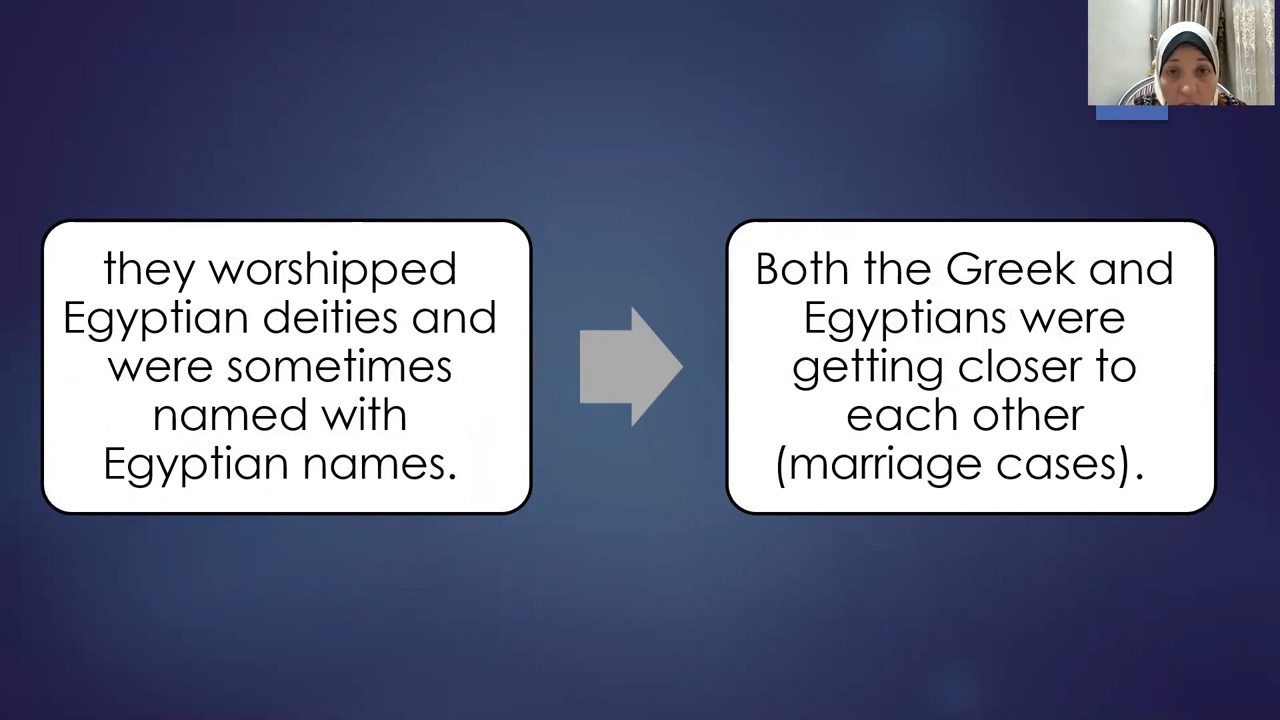 they worshipped
Egyptian deities and
were sometimes
named with
Egyptian names.
Both the Greek and
Egyptians were
getting closer to
each other
(marriage cases).